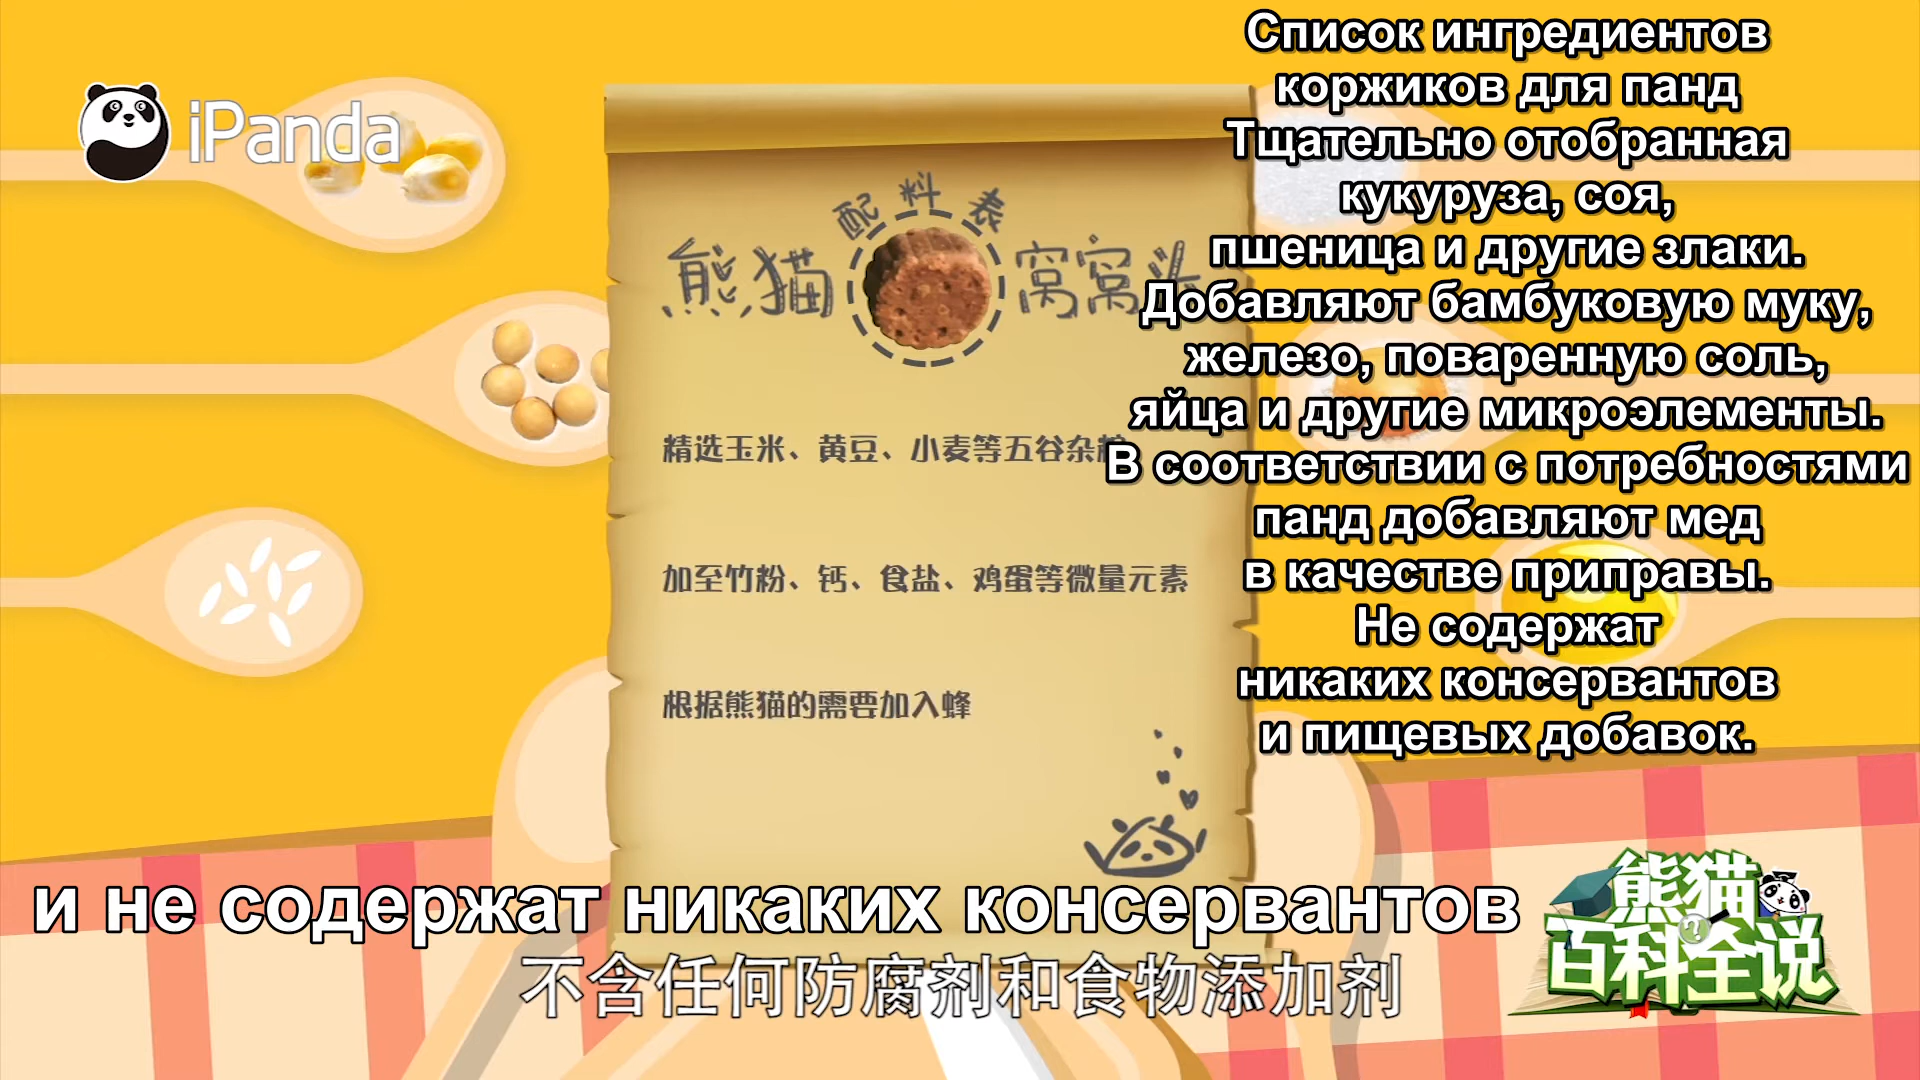 iPanda
Список ингредиентов
коржиков для панд
Тщательно отобранная
кукуруза, соя,
пшеница и другие злаки.
Добавляют бамбуковую муку,
железо, поваренную соль,
яйца и другие микроэлементы.
В соответствии с потребностями
панд добавляют мед
в качестве приправы.
Не содержат
никаких консервантов
и пищевых добавок.
配料表
熊猫 窝窝头
精选玉米、黄豆、小麦等五谷杂粮
加至竹粉、钙、食盐、鸡蛋等微量元素
根据熊猫的需要加入蜂
и не содержат никаких консервантов
不含任何防腐剂和食物添加剂
熊猫
百科全说